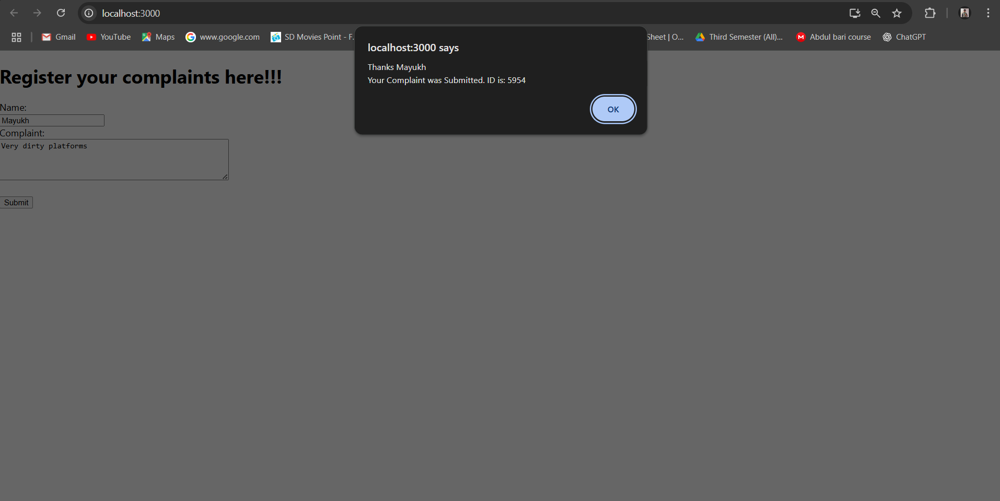 localhost:3000
Gmail YouTube Maps www.google.com SD Movies Point - F... Sheet | O... Third Semester (All)... Abdul bari course ChatGPT
localhost:3000 says
Thanks Mayukh
Your Complaint was Submitted. ID is: 5954
OK
Register your complaints here!!!
Name:
Mayukh
Complaint:
Very dirty platforms
Submit